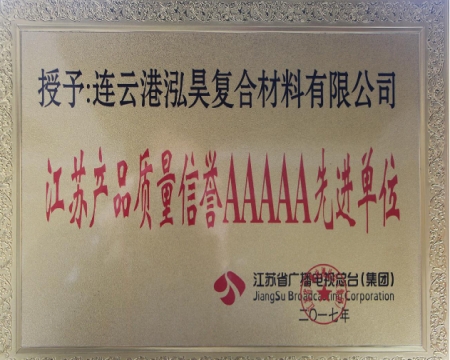 授予:连云港泓昊复合材料有限公司
江苏产品质量信誉AAAAA先进单位
江苏省广播电视总台(集团)
JiangSu Broadcasting Corporation
二〇一七年